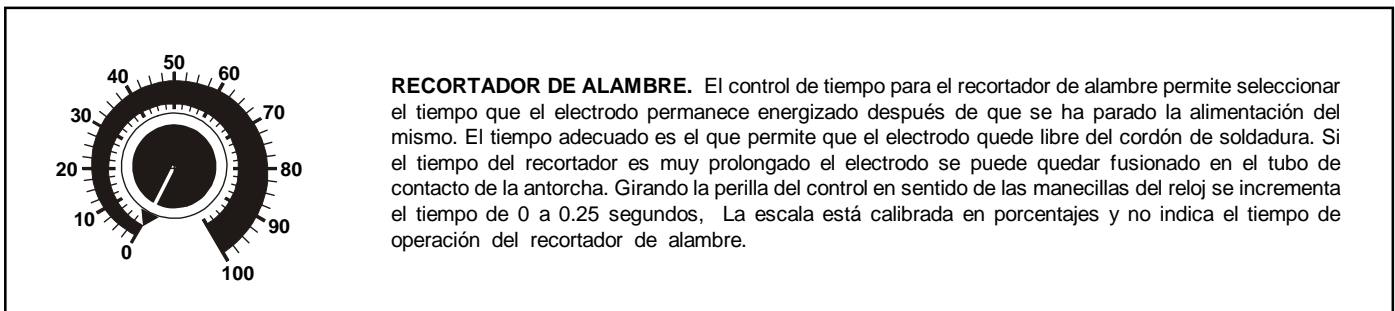 50
40
60
30
70
20
80
10
90
0
100
RECORTADOR DE ALAMBRE. El control de tiempo para el recortador de alambre permite seleccionar
el tiempo que el electrodo permanece energizado después de que se ha parado la alimentación del
mismo. El tiempo adecuado es el que permite que el electrodo quede libre del cordón de soldadura. Si
el tiempo del recortador es muy prolongado el electrodo se puede quedar fusionado en el tubo de
contacto de la antorcha. Girando la perilla del control en sentido de las manecillas del reloj se incrementa
el tiempo de 0 a 0.25 segundos, La escala está calibrada en porcentajes y no indica el tiempo de
operación del recortador de alambre.